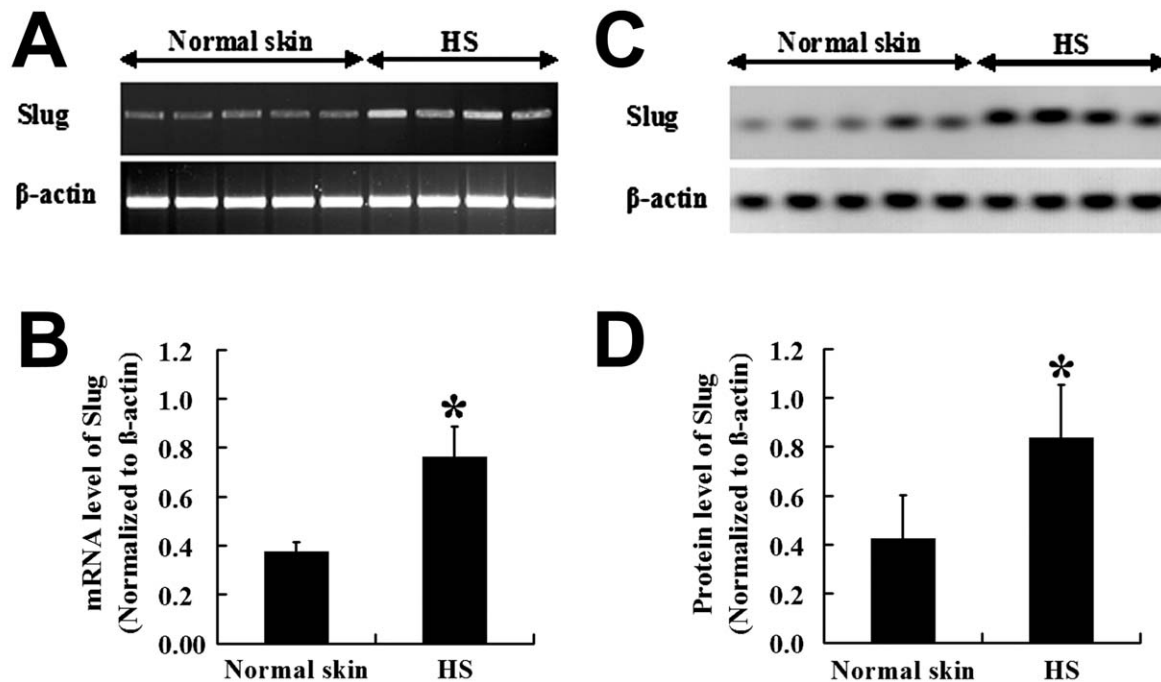 A
Normal skin
HS
Slug
β-actin
C
Normal skin
HS
Slug
β-actin
B
mRNA level of Slug
(Normalized to ß-actin)
1.2
1.0
0.8
0.6
0.4
0.2
0.00
*
Normal skin
HS
D
Protein level of Slug
(Normalized to ß-actin)
1.2
1.0
0.8
0.6
0.4
0.2
0.0
*
Normal skin
HS